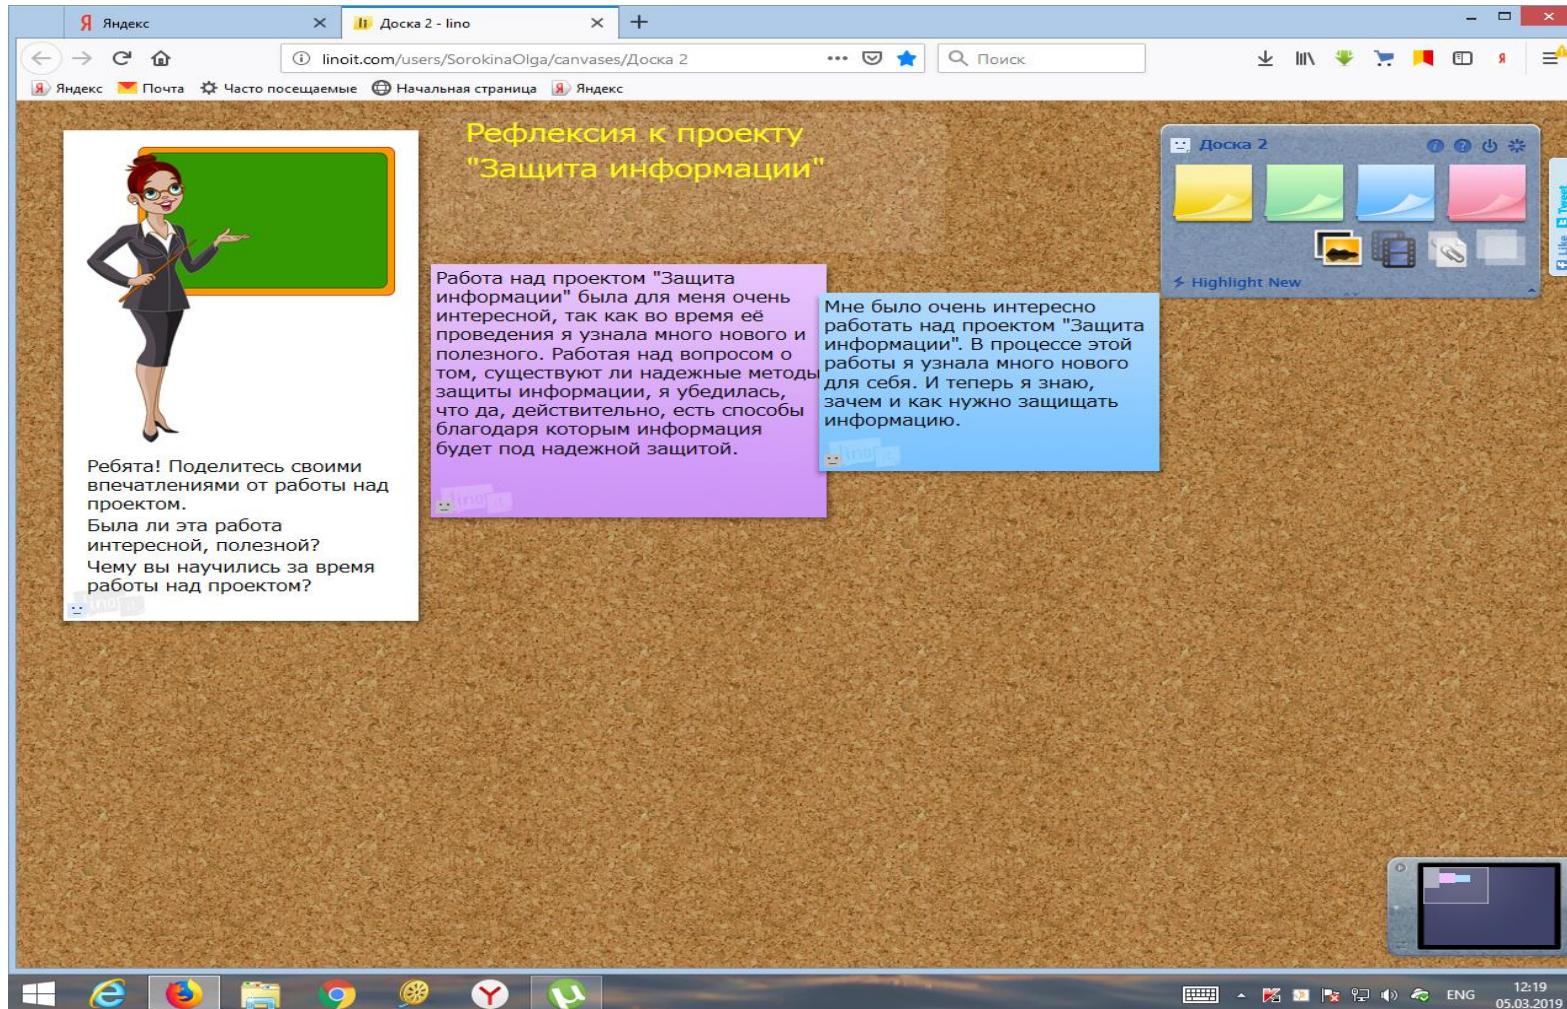 Яндекс
Доска 2 - lino
linoit.com/users/SorokinaOlga/canvases/Доска 2
Поиск
Яндекс
Почта
Часто посещаемые
Начальная страница
Яндекс
Рефлексия к проекту
"Защита информации"
Ребята! Поделитесь своими
впечатлениями от работы над
проектом.
Была ли эта работа
интересной, полезной?
Чему вы научились за время
работы над проектом?
Работа над проектом "Защита
информации" была для меня очень
интересной, так как во время её
проведения я узнала много нового и
полезного. Работая над вопросом о
том, существуют ли надежные методы
защиты информации, я убедилась,
что да, действительно, есть способы
благодаря которым информация
будет под надежной защитой.
Мне было очень интересно
работать над проектом "Защита
информации". В процессе этой
работы я узнала много нового
для себя. И теперь я знаю,
зачем и как нужно защищать
информацию.
Доска 2
Highlight New
Tweet
Like
ENG
12:19
05.03.2019